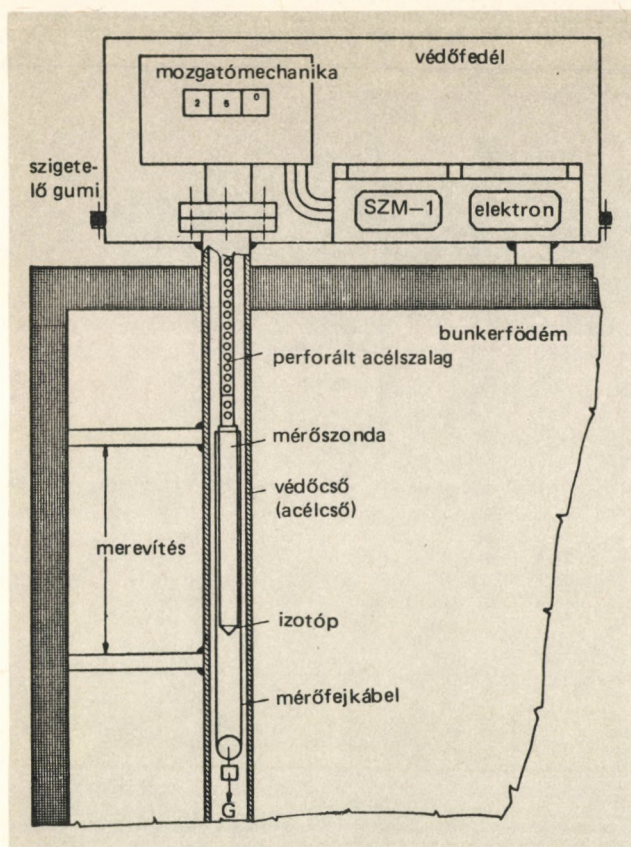 védőfedél
mozgatómechanika
2 6 0
szigete-
lő gumi
SZM–1
elektron
bunkerfödém
perforált acélszalag
mérőszonda
védőcső
(acélcső)
merevítés
izotóp
mérőfejkábel
G